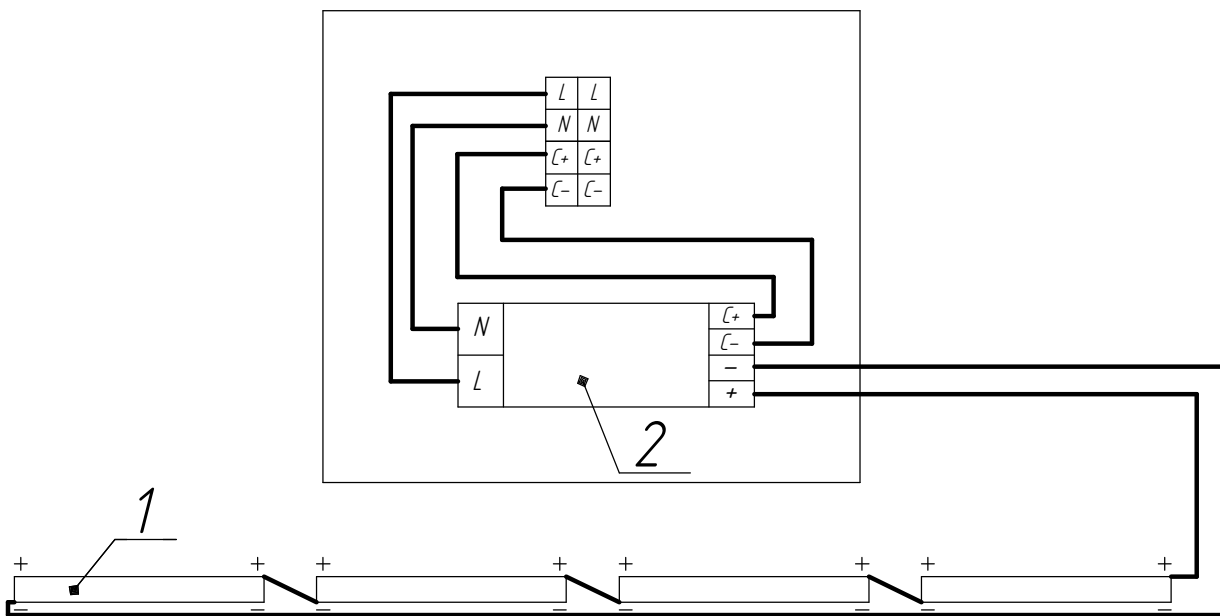 L L
N N
C+ C+
C- C-
N
L
C+
C-
-
+
2
1
+ + + + + + + +
- - - - - - - -